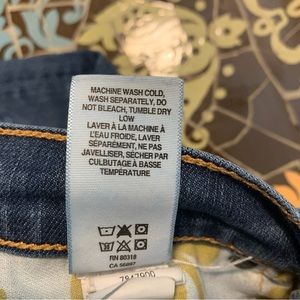 MACHINE WASH COLD,
WASH SEPARATELY, DO
NOT BLEACH, TUMBLE DRY
LOW
LAVER À LA MACHINE À
L'EAU FROIDE, LAVER
SÉPARÉMENT, NE PAS
JAVELLISER, SÉCHER PAR
CULBUTAGE À BASSE
TEMPÉRATURE
RN 80318
CA 56897